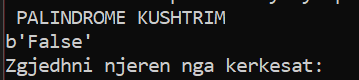 PALINDROME KUSHTRIM
b'False'
Zgjedhni njeren nga kerkesat: